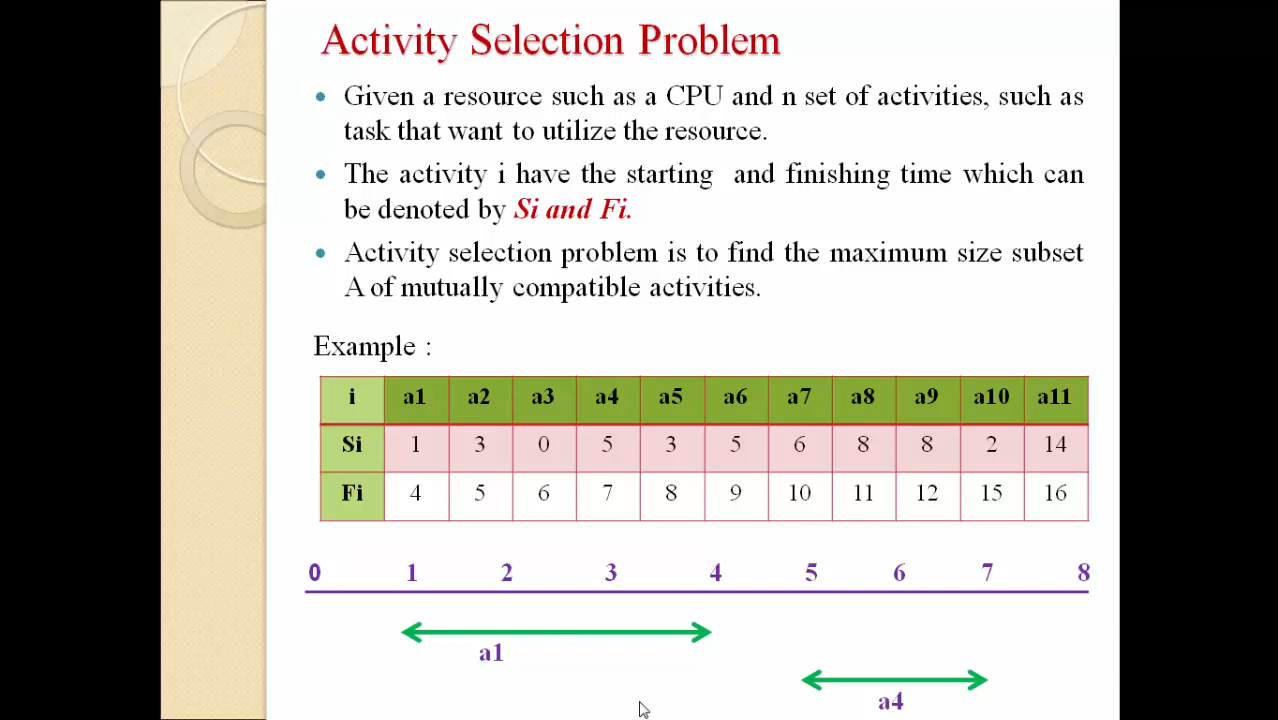 Activity Selection Problem
Given a resource such as a CPU and n set of activities, such as
task that want to utilize the resource.
The activity i have the starting and finishing time which can
be denoted by Si and Fi.
Activity selection problem is to find the maximum size subset
A of mutually compatible activities.
Example :
i a1 a2 a3 a4 a5 a6 a7 a8 a9 a10 a11
Si 1 3 0 5 3 5 6 8 8 2 14
Fi 4 5 6 7 8 9 10 11 12 15 16
0 1 2 3 4 5 6 7 8
a1
a4